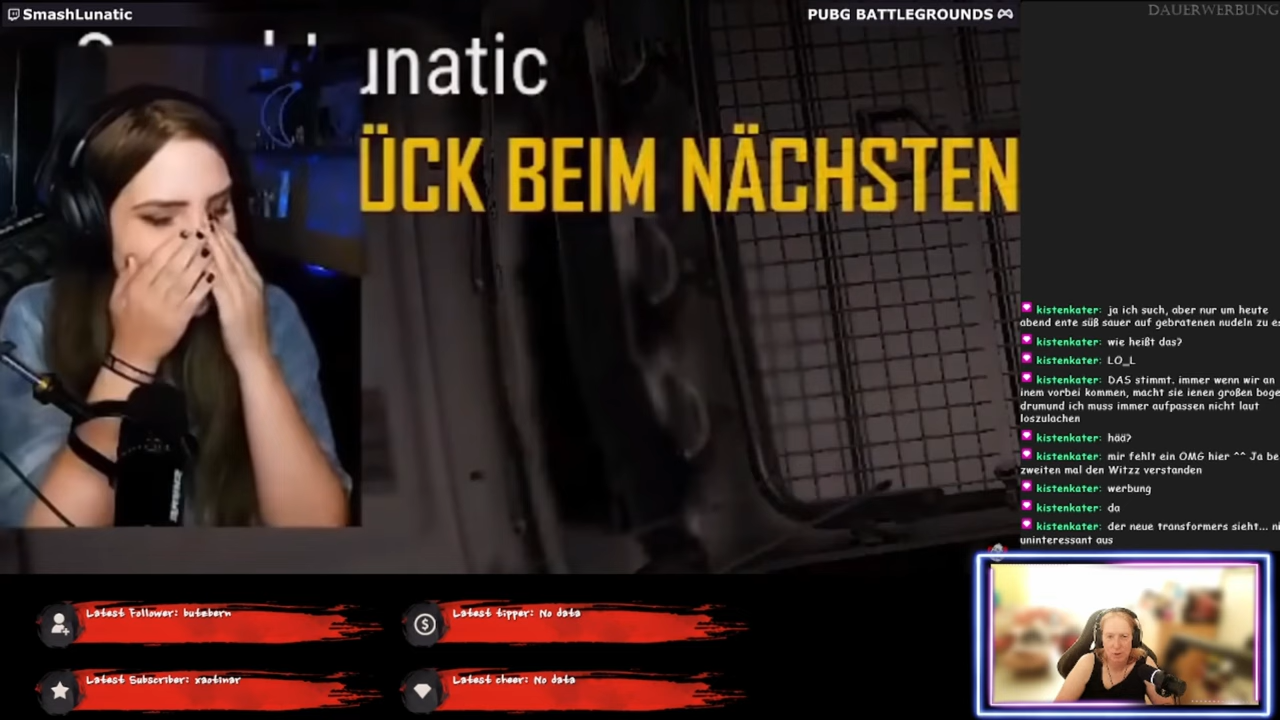 SmashLunatic
PUBG BATTLEGROUNDS
DAUERWERBUNG
unatic
ÜCK BEIM NÄCHSTEN
kistenkater: ja ich such, aber nur um heute
abend ente süß sauer auf gebratenen nudeln zu
kistenkater: wie heißt das?
kistenkater: LO_L
kistenkater: DAS stimmt. immer wenn wir an
inem vorbei kommen, macht sie ienen großen boge
drumund ich muss immer aufpassen nicht laut
loszulachen
kistenkater: hää?
kistenkater: mir fehlt ein OMG hier ^^ Ja be
zweiten mal den Witzz verstanden
kistenkater: werbung
kistenkater: da
kistenkater: der neue transformers sieht... ni
uninteressant aus
Latest Follower: butzbern
Latest tipper: No data
Latest Subscriber: xaotinar
Latest cheer: No data